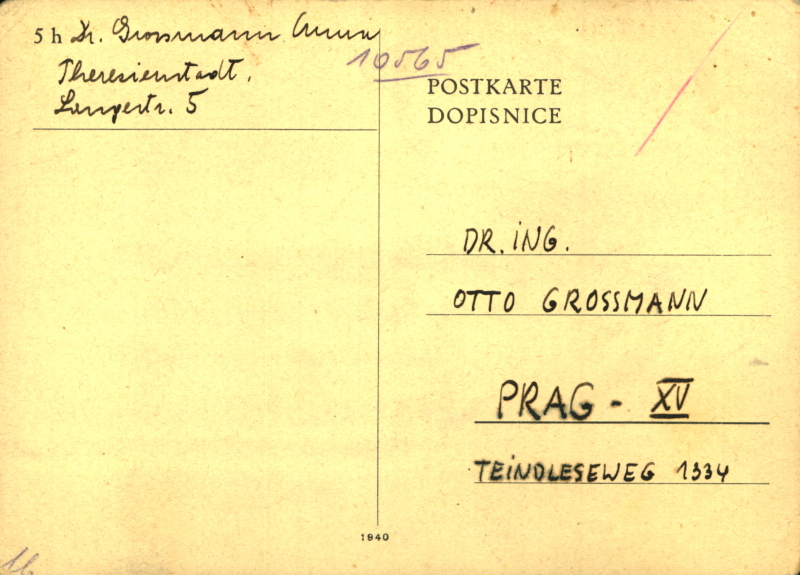 5 h Dr. Grossmann Anna
Theresienstadt,
Langestr. 5
10565
POSTKARTE
DOPISNICE
DR. ING.
OTTO GROSSMANN
PRAG - XV
TEINDLESEWEG 1334
1940
16